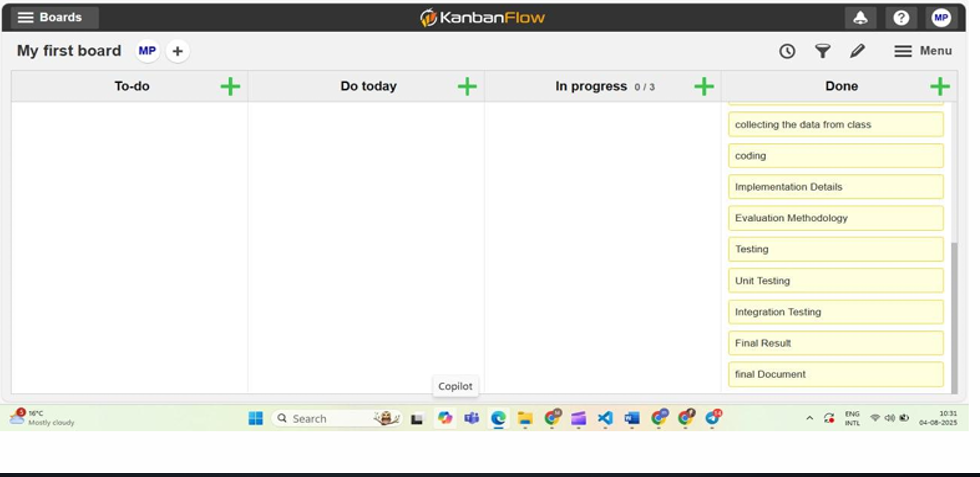 Boards
KanbanFlow
? MP
My first board MP +
Menu
To-do
Do today
In progress 0 / 3
Done
collecting the data from class
coding
Implementation Details
Evaluation Methodology
Testing
Unit Testing
Integration Testing
Final Result
final Document
Copilot
16°C
Mostly cloudy
Search
ENG
INTL
10:31
04-08-2025